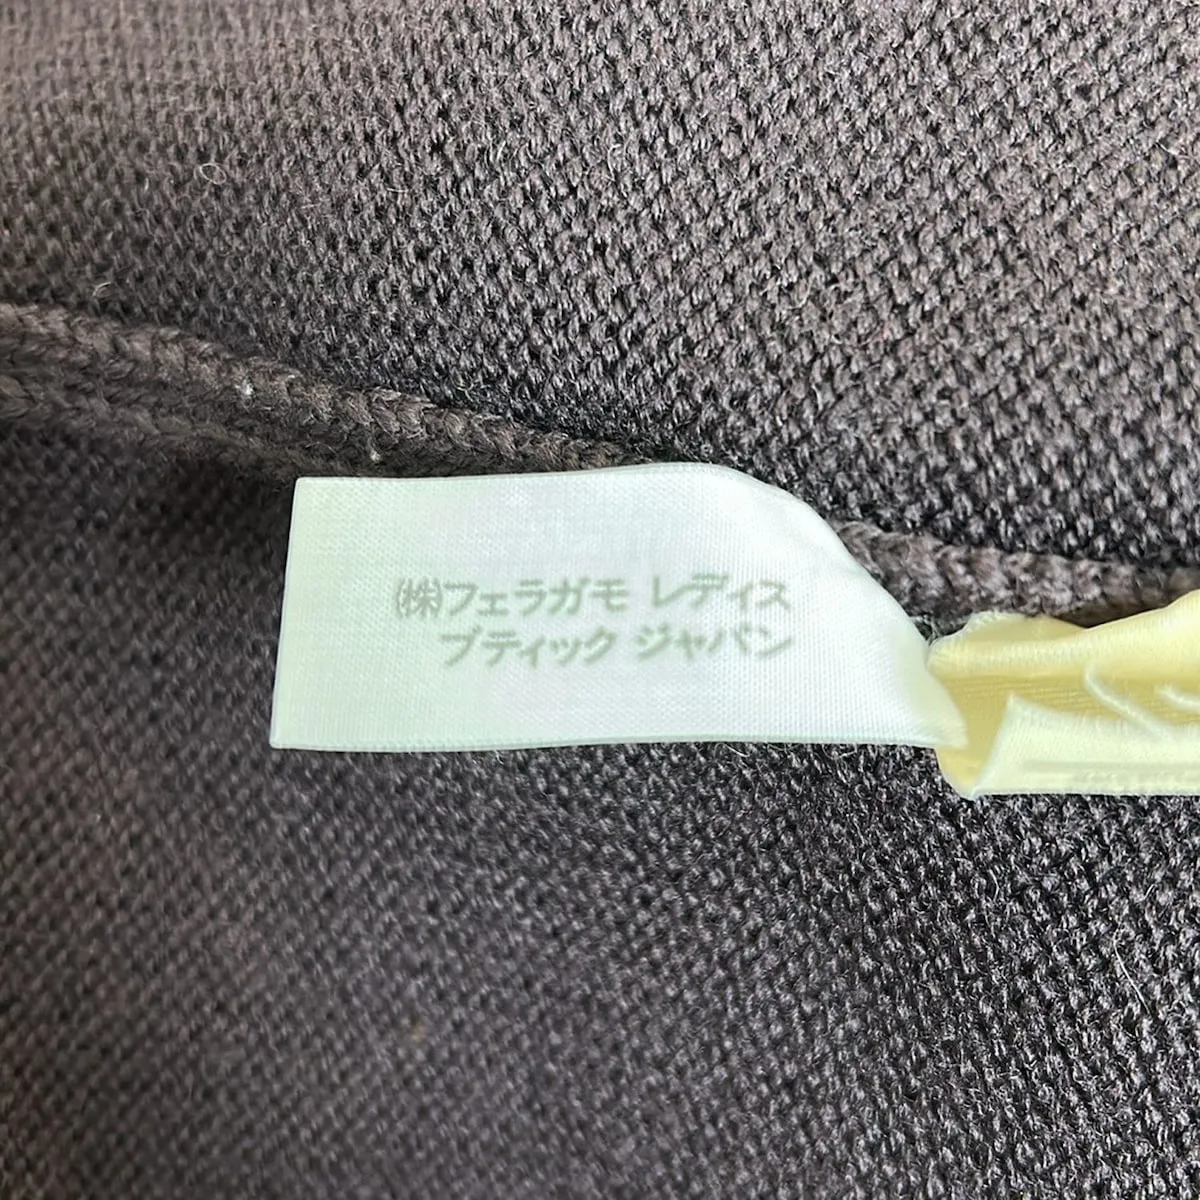 ㈱フェラガモ レディス
ブティック ジャパン